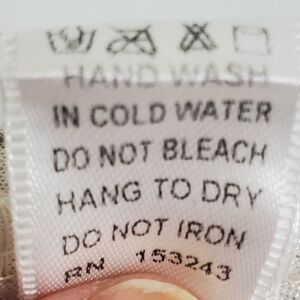 HAND WASH
IN COLD WATER
DO NOT BLEACH
HANG TO DRY
DO NOT IRON
RN 153243